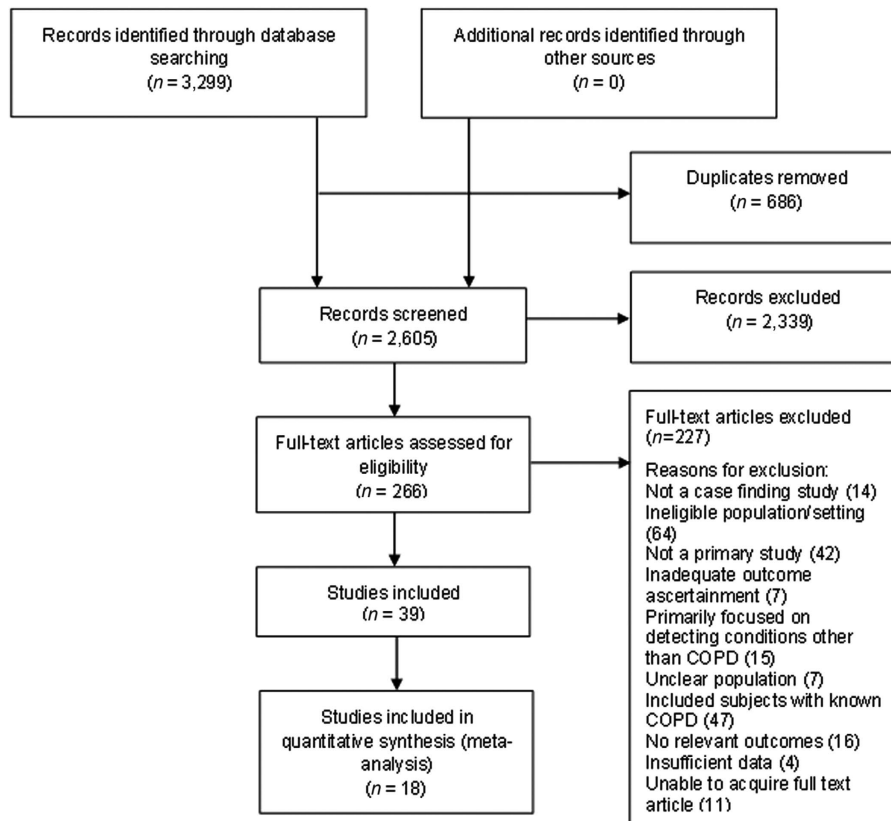 Records identified through database
searching
(n = 3,299)
Additional records identified through
other sources
(n = 0)
Duplicates removed
(n = 686)
Records screened
(n = 2,605)
Records excluded
(n = 2,339)
Full-text articles assessed for
eligibility
(n = 266)
Full-text articles excluded
(n=227)
Reasons for exclusion:
Not a case finding study (14)
Ineligible population/setting
(64)
Not a primary study (42)
Inadequate outcome
ascertainment (7)
Primarily focused on
detecting conditions other
than COPD (15)
Unclear population (7)
Included subjects with known
COPD (47)
No relevant outcomes (16)
Insufficient data (4)
Unable to acquire full text
article (11)
Studies included
(n = 39)
Studies included in
quantitative synthesis (meta-
analysis)
(n = 18)